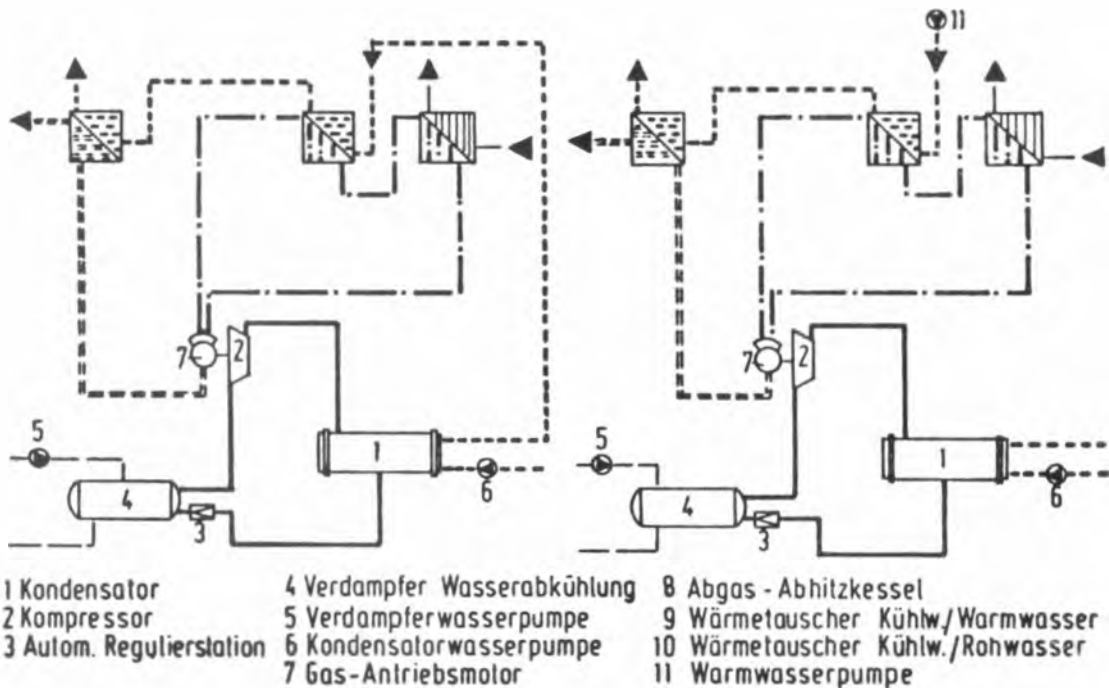 11
7
2
7
2
5
1
5
1
6
6
4
4
3
3
1 Kondensator
2 Kompressor
3 Autom. Regulierstation
4 Verdampfer Wasserabkühlung
5 Verdampferwasserpumpe
6 Kondensatorwasserpumpe
7 Gas-Antriebsmotor
8 Abgas-Abhitzkessel
9 Wärmetauscher Kühlw./Warmwasser
10 Wärmetauscher Kühlw./Rohwasser
11 Warmwasserpumpe